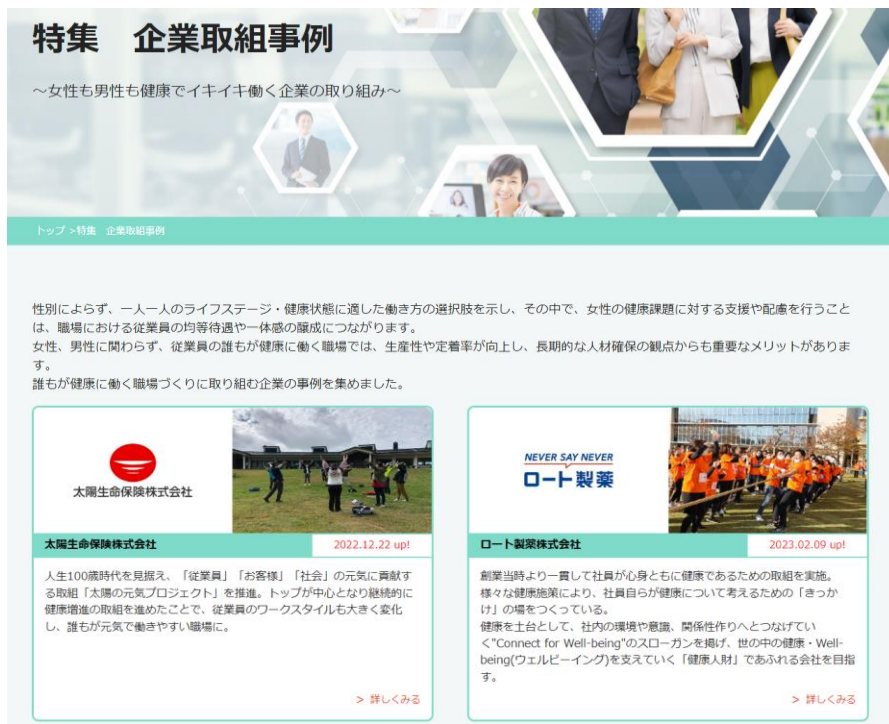 特集　企業取組事例
～女性も男性も健康でイキイキ働く企業の取り組み～
トップ >特集　企業取組事例
性別によらず、一人一人のライフステージ・健康状態に適した働き方の選択肢を示し、その中で、女性の健康課題に対する支援や配慮を行うこと
は、職場における従業員の均等待遇や一体感の醸成につながります。
女性、男性に関わらず、従業員の誰もが健康に働く職場では、生産性や定着率が向上し、長期的な人材確保の観点からも重要なメリットがありま
す。
誰もが健康に働く職場づくりに取り組む企業の事例を集めました。
太陽生命保険株式会社
太陽生命保険株式会社
2022.12.22 up!
人生100歳時代を見据え、「従業員」「お客様」「社会」の元気に貢献す
る取組「太陽の元気プロジェクト」を推進。トップが中心となり継続的に
健康増進の取組を進めたことで、従業員のワークスタイルも大きく変化
し、誰もが元気で働きやすい職場に。
> 詳しくみる
NEVER SAY NEVER
ロート製薬
ロート製薬株式会社
2023.02.09 up!
創業当時より一貫して社員が心身ともに健康であるための取組を実施。
様々な健康施策により、社員自らが健康について考えるための「きっか
け」の場をつくっている。
健康を土台として、社内の環境や意識、関係性作りへとつなげてい
く"Connect for Well-being"のスローガンを掲げ、世の中の健康・Well-
being(ウェルビーイング)を支えていく「健康人財」であふれる会社を目指
す。
> 詳しくみる